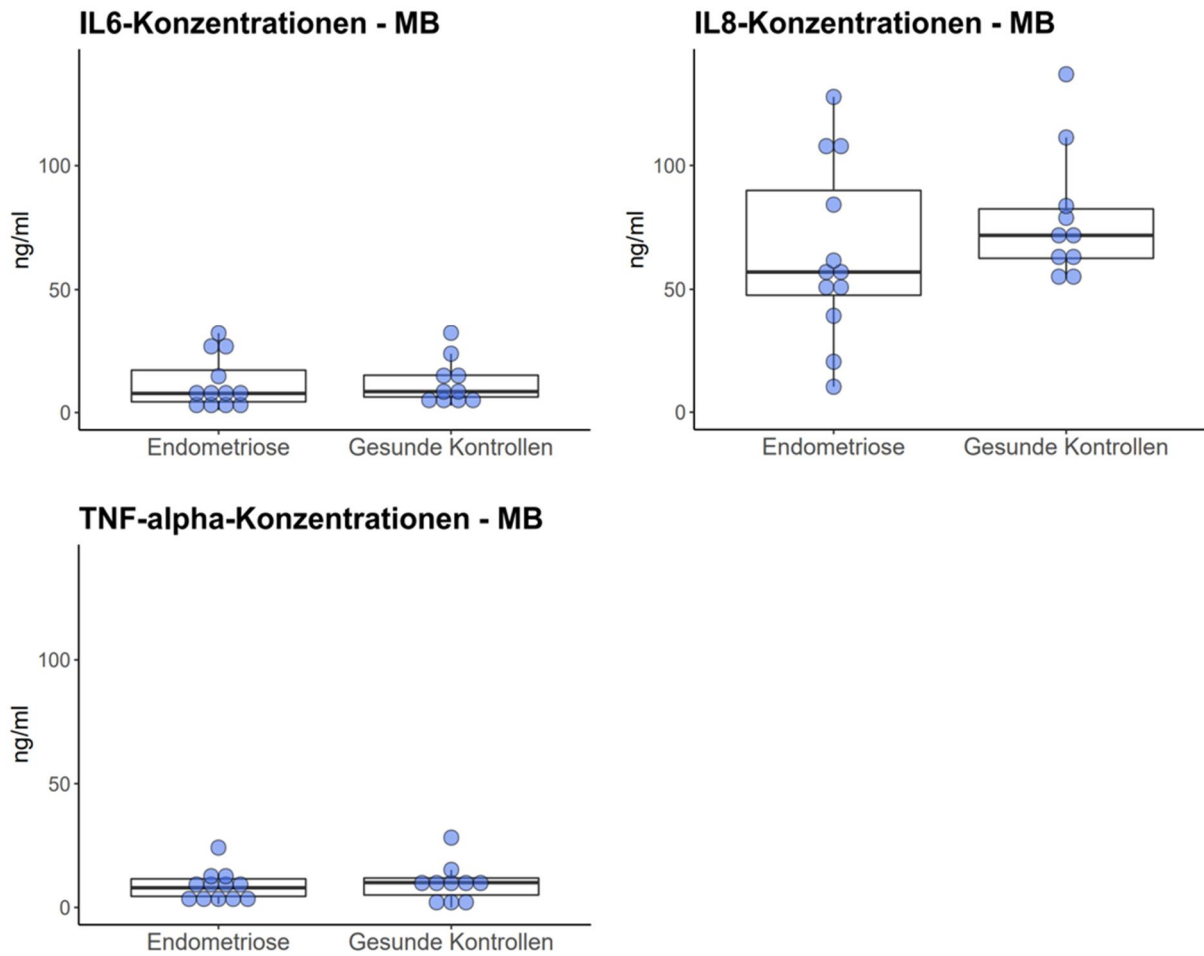 IL6-Konzentrationen - MB
ng/ml
100
50
0
Endometriose Gesunde Kontrollen
IL8-Konzentrationen - MB
ng/ml
100
50
0
Endometriose Gesunde Kontrollen
TNF-alpha-Konzentrationen - MB
ng/ml
100
50
0
Endometriose Gesunde Kontrollen